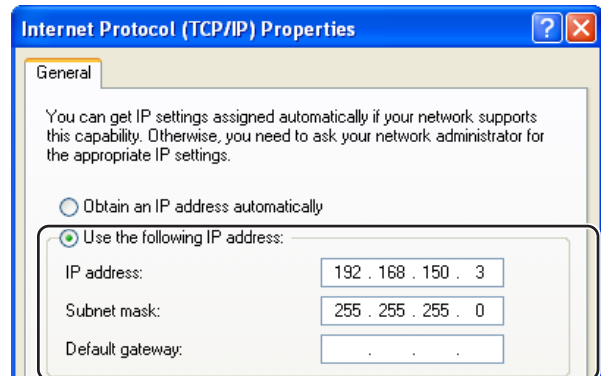 Internet Protocol (TCP/IP) Properties
General
You can get IP settings assigned automatically if your network supports
this capability. Otherwise, you need to ask your network administrator for
the appropriate IP settings.
Obtain an IP address automatically
Use the following IP address:
IP address: 192 . 168 . 150 . 3
Subnet mask: 255 . 255 . 255 . 0
Default gateway: . . .